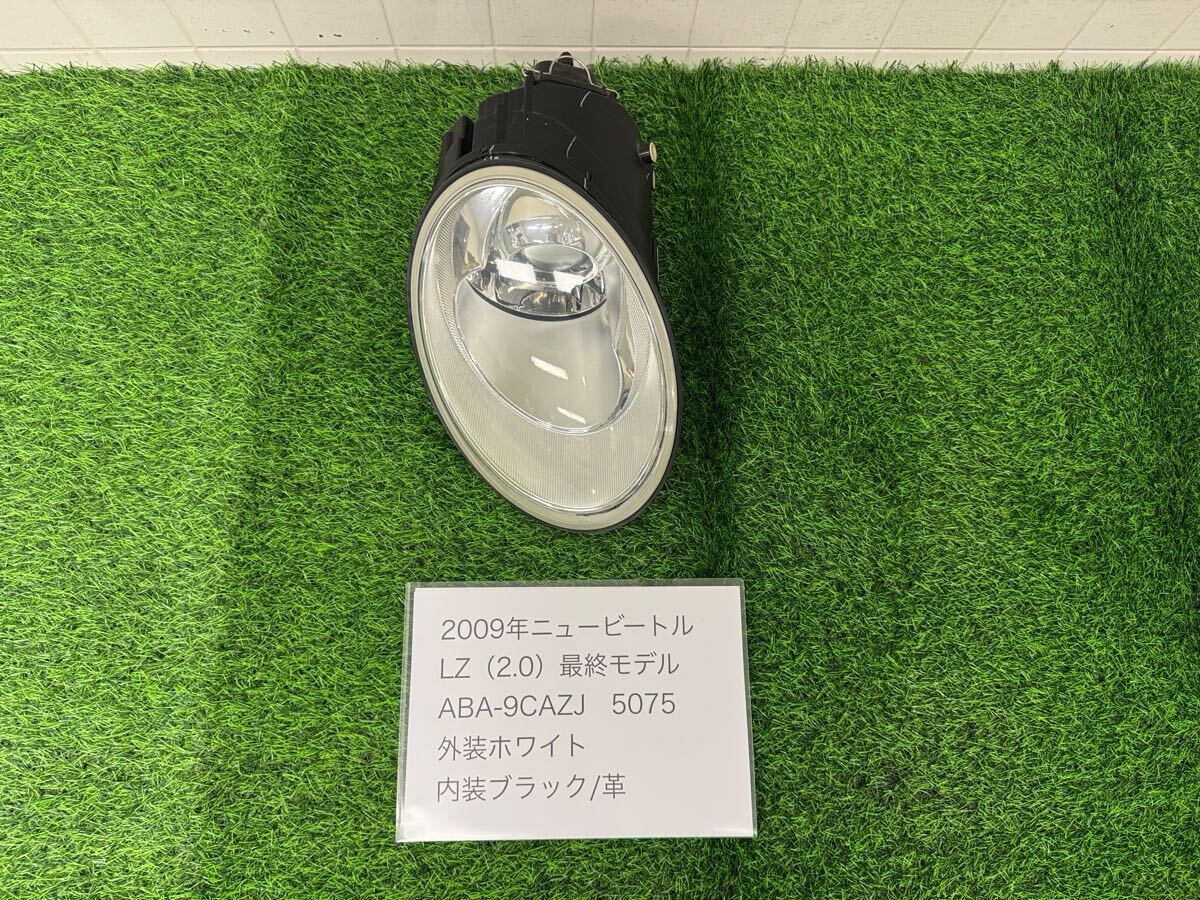 2009年ニュービートル
LZ（2.0）最終モデル
ABA-9CAZJ　5075
外装ホワイト
内装ブラック/革